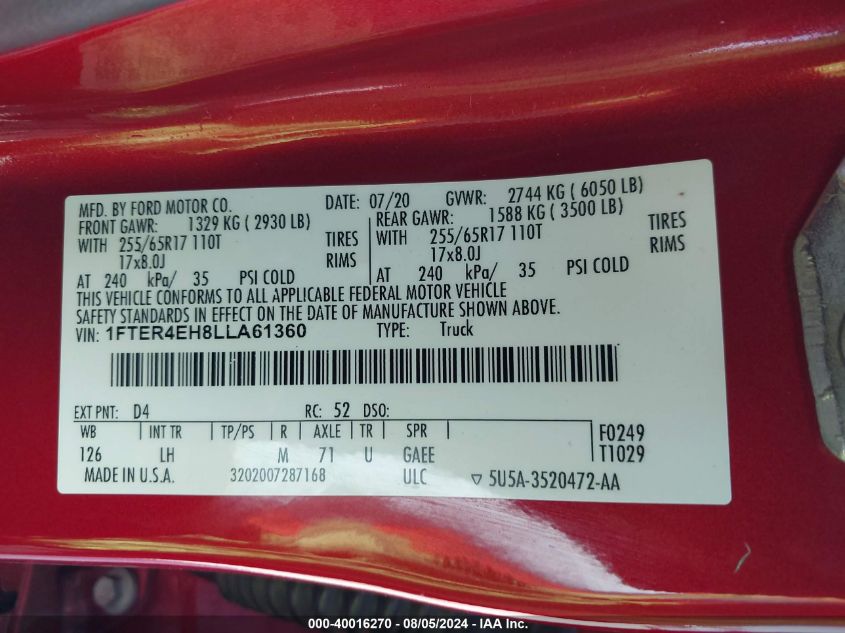 MFD. BY FORD MOTOR CO. DATE: 07/20 GVWR: 2744 KG ( 6050 LB)
FRONT GAWR: 1329 KG ( 2930 LB) REAR GAWR: 1588 KG ( 3500 LB)
WITH 255/65R17 110T TIRES WITH 255/65R17 110T TIRES
17x8.0J RIMS 17x8.0J RIMS
AT 240 kPa/ 35 PSI COLD AT 240 kPa/ 35 PSI COLD
THIS VEHICLE CONFORMS TO ALL APPLICABLE FEDERAL MOTOR VEHICLE
SAFETY STANDARDS IN EFFECT ON THE DATE OF MANUFACTURE SHOWN ABOVE.
VIN: 1FTER4EH8LLA61360 TYPE: Truck
EXT PNT: D4 RC: 52 DSO:
WB INT TR TP/PS R AXLE TR SPR F0249
126 LH M 71 U GAEE T1029
MADE IN U.S.A. 3202007287168 ULC ▽ 5U5A-3520472-AA
000-40016270 - 08/05/2024 - IAA, Inc.